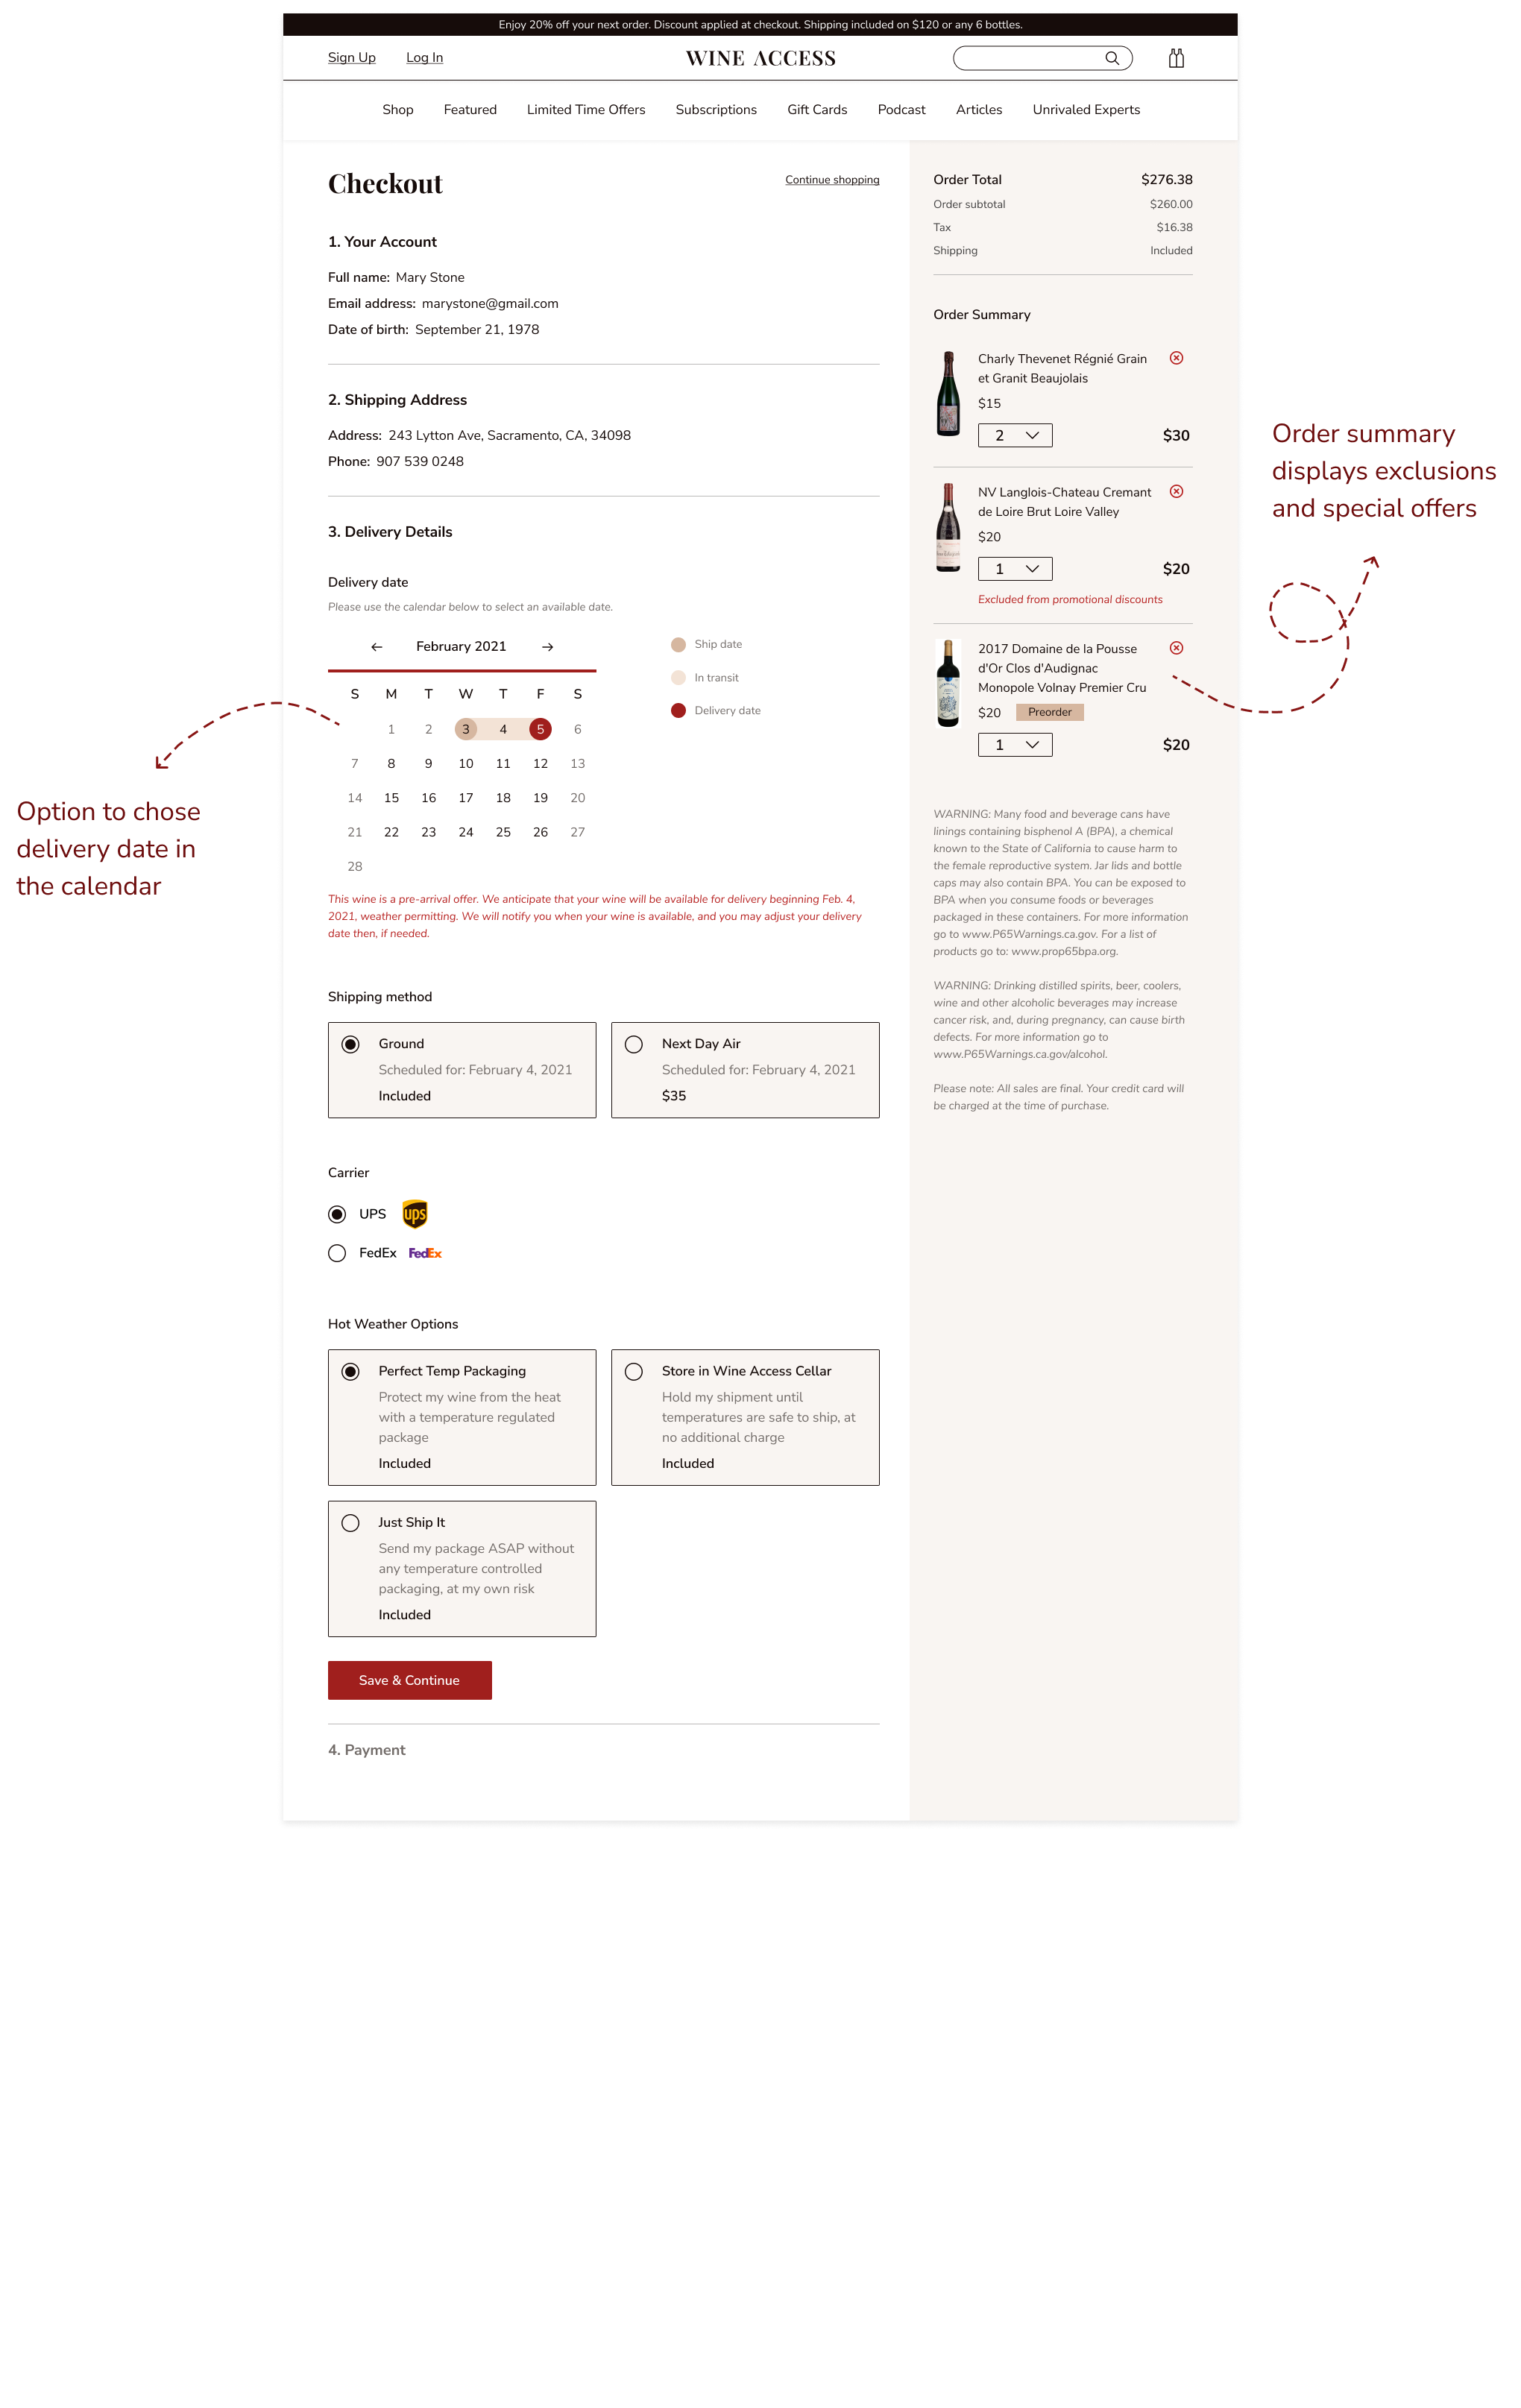 Enjoy 20% off your next order. Discount applied at checkout. Shipping included on $120 or any 6 bottles.
Sign Up Log In WINE ACCESS
Shop Featured Limited Time Offers Subscriptions Gift Cards Podcast Articles Unrivaled Experts
Checkout
Continue shopping
1. Your Account
Full name: Mary Stone
Email address: marystone@gmail.com
Date of birth: September 21, 1978
2. Shipping Address
Address: 243 Lytton Ave, Sacramento, CA, 34098
Phone: 907 539 0248
3. Delivery Details
Delivery date
Please use the calendar below to select an available date.
February 2021
S M T W T F S
1 2 3 4 5 6
7 8 9 10 11 12 13
14 15 16 17 18 19 20
21 22 23 24 25 26 27
28
Ship date
In transit
Delivery date
This wine is a pre-arrival offer. We anticipate that your wine will be available for delivery beginning Feb. 4,
2021, weather permitting. We will notify you when your wine is available, and you may adjust your delivery
date then, if needed.
Shipping method
Ground
Scheduled for: February 4, 2021
Included
Next Day Air
Scheduled for: February 4, 2021
$35
Carrier
UPS ups
FedEx FedEx
Hot Weather Options
Perfect Temp Packaging
Protect my wine from the heat
with a temperature regulated
package
Included
Store in Wine Access Cellar
Hold my shipment until
temperatures are safe to ship, at
no additional charge
Included
Just Ship It
Send my package ASAP without
any temperature controlled
packaging, at my own risk
Included
Save & Continue
4. Payment
Order Total $276.38
Order subtotal $260.00
Tax $16.38
Shipping Included
Order Summary
Charly Thevenet Régnié Grain
et Granit Beaujolais
$15
2 $30
NV Langlois-Chateau Cremant
de Loire Brut Loire Valley
$20
1 $20
Excluded from promotional discounts
2017 Domaine de la Pousse
d'Or Clos d'Audignac
Monopole Volnay Premier Cru
$20 Preorder
1 $20
WARNING: Many food and beverage cans have
linings containing bisphenol A (BPA), a chemical
known to the State of California to cause harm to
the female reproductive system. Jar lids and bottle
caps may also contain BPA. You can be exposed to
BPA when you consume foods or beverages
packaged in these containers. For more information
go to www.P65Warnings.ca.gov. For a list of
products go to: www.prop65bpa.org.
WARNING: Drinking distilled spirits, beer, coolers,
wine and other alcoholic beverages may increase
cancer risk, and, during pregnancy, can cause birth
defects. For more information go to
www.P65Warnings.ca.gov/alcohol.
Please note: All sales are final. Your credit card will
be charged at the time of purchase.
Option to chose
delivery date in
the calendar
Order summary
displays exclusions
and special offers